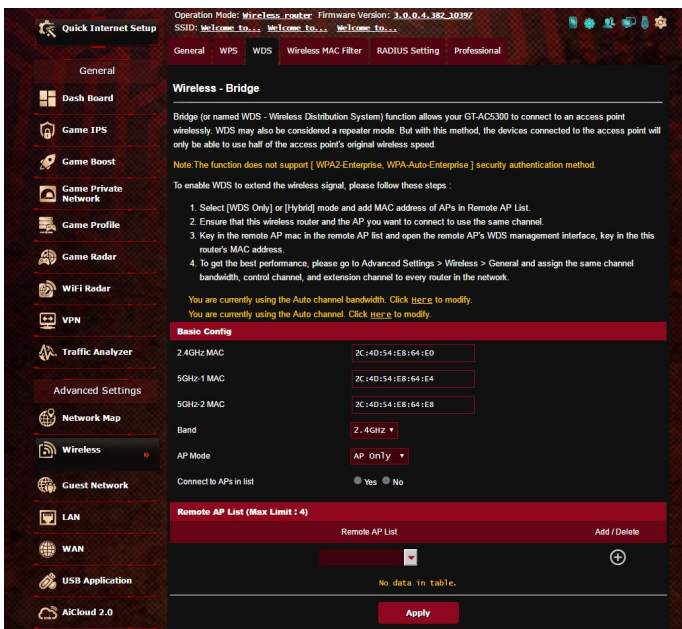 Quick Internet Setup
General
Dash Board
Game IPS
Game Boost
Game Private
Network
Game Profile
Game Radar
WiFi Radar
VPN
Traffic Analyzer
Advanced Settings
Network Map
Wireless
Guest Network
LAN
WAN
USB Application
AiCloud 2.0
Operation Mode: Wireless router Firmware Version: 3.0.0.4.382_10397
SSID: Welcome to... Welcome to... Welcome to...
General WPS WDS Wireless MAC Filter RADIUS Setting Professional
Wireless - Bridge
Bridge (or named WDS - Wireless Distribution System) function allows your GT-AC5300 to connect to an access point
wirelessly. WDS may also be considered a repeater mode. But with this method, the devices connected to the access point will
only be able to use half of the access point's original wireless speed.
Note:The function does not support [ WPA2-Enterprise, WPA-Auto-Enterprise ] security authentication method.
To enable WDS to extend the wireless signal, please follow these steps :
1. Select [WDS Only] or [Hybrid] mode and add MAC address of APs in Remote AP List.
2. Ensure that this wireless router and the AP you want to connect to use the same channel.
3. Key in the remote AP mac in the remote AP list and open the remote AP's WDS management interface, key in the this
router's MAC address.
4. To get the best performance, please go to Advanced Settings > Wireless > General and assign the same channel
bandwidth, control channel, and extension channel to every router in the network.
You are currently using the Auto channel bandwidth. Click Here to modify.
You are currently using the Auto channel. Click Here to modify.
Basic Config
2.4GHz MAC 2C:4D:54:E8:64:E0
5GHz-1 MAC 2C:4D:54:E8:64:E4
5GHz-2 MAC 2C:4D:54:E8:64:E8
Band 2.4GHz
AP Mode AP Only
Connect to APs in list Yes No
Remote AP List (Max Limit : 4)
Remote AP List Add / Delete
No data in table.
Apply